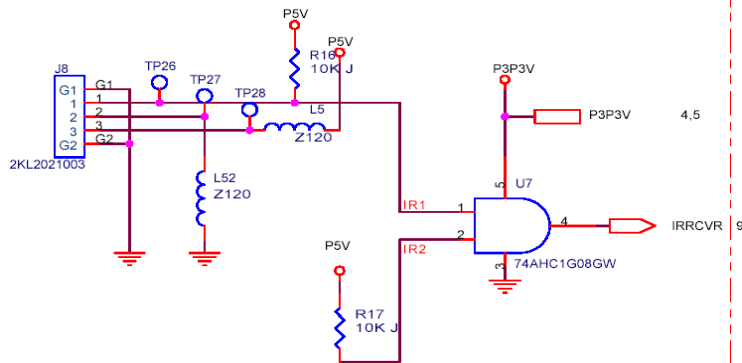 P5V
P5V
J8
TP26
R16
10K J
P3P3V
G1
G1
TP27
TP28
1
1
L5
P3P3V
4,5
2
2
3
3
Z120
G2
G2
2KL2021003
L52
Z120
5
U7
IR1
1
4
IRRCVR
9
IR2
2
P5V
3
74AHC1G08GW
R17
10K J